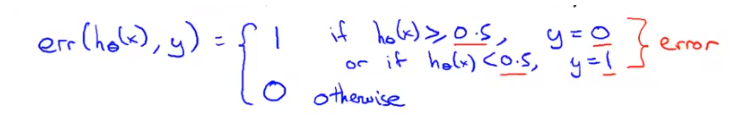 err(hθ(x), y) = { 1 if hθ(x) ≥ 0.5, y = 0
or if hθ(x) < 0.5, y = 1 } error
0 otherwise